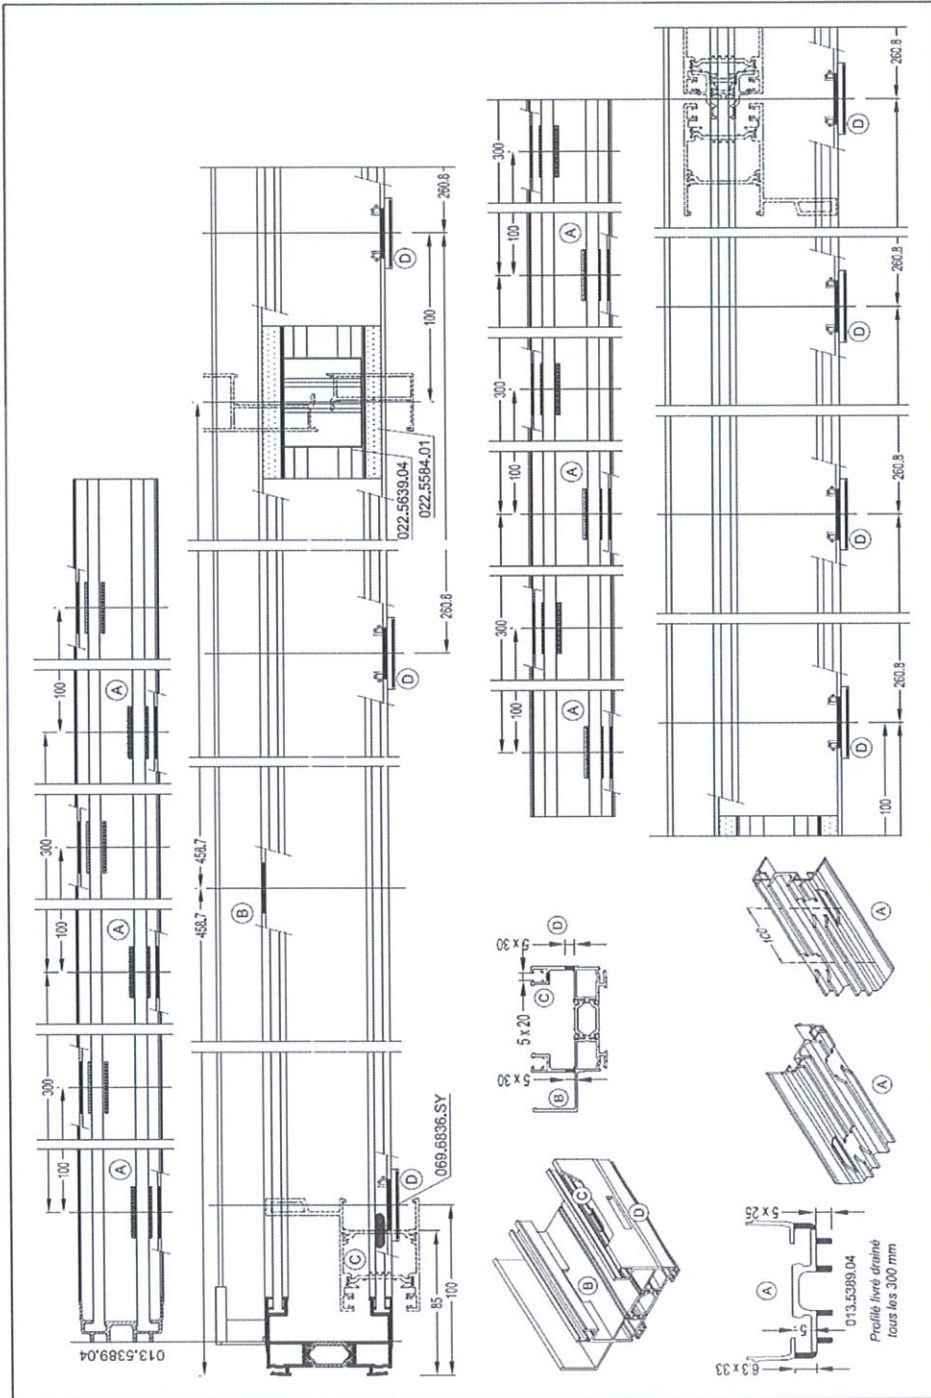 013.5389.04
100
300
100
300
100
A
A
A
458.7
458.7
B
C
D
069.6836.SY
85
100
D
260.8
022.5639.04
022.5584.01
100
D
260.8
A
100
300
A
100
300
A
100
300
100
D
260.8
D
260.8
D
260.8
D
260.8
B
C
D
5 x 30
B
5 x 20
C
5 x 30
D
6.3 x 33
5
A
5 x 25
013.5389.04
Profilé livré drainé
tous les 300 mm
A
100
A